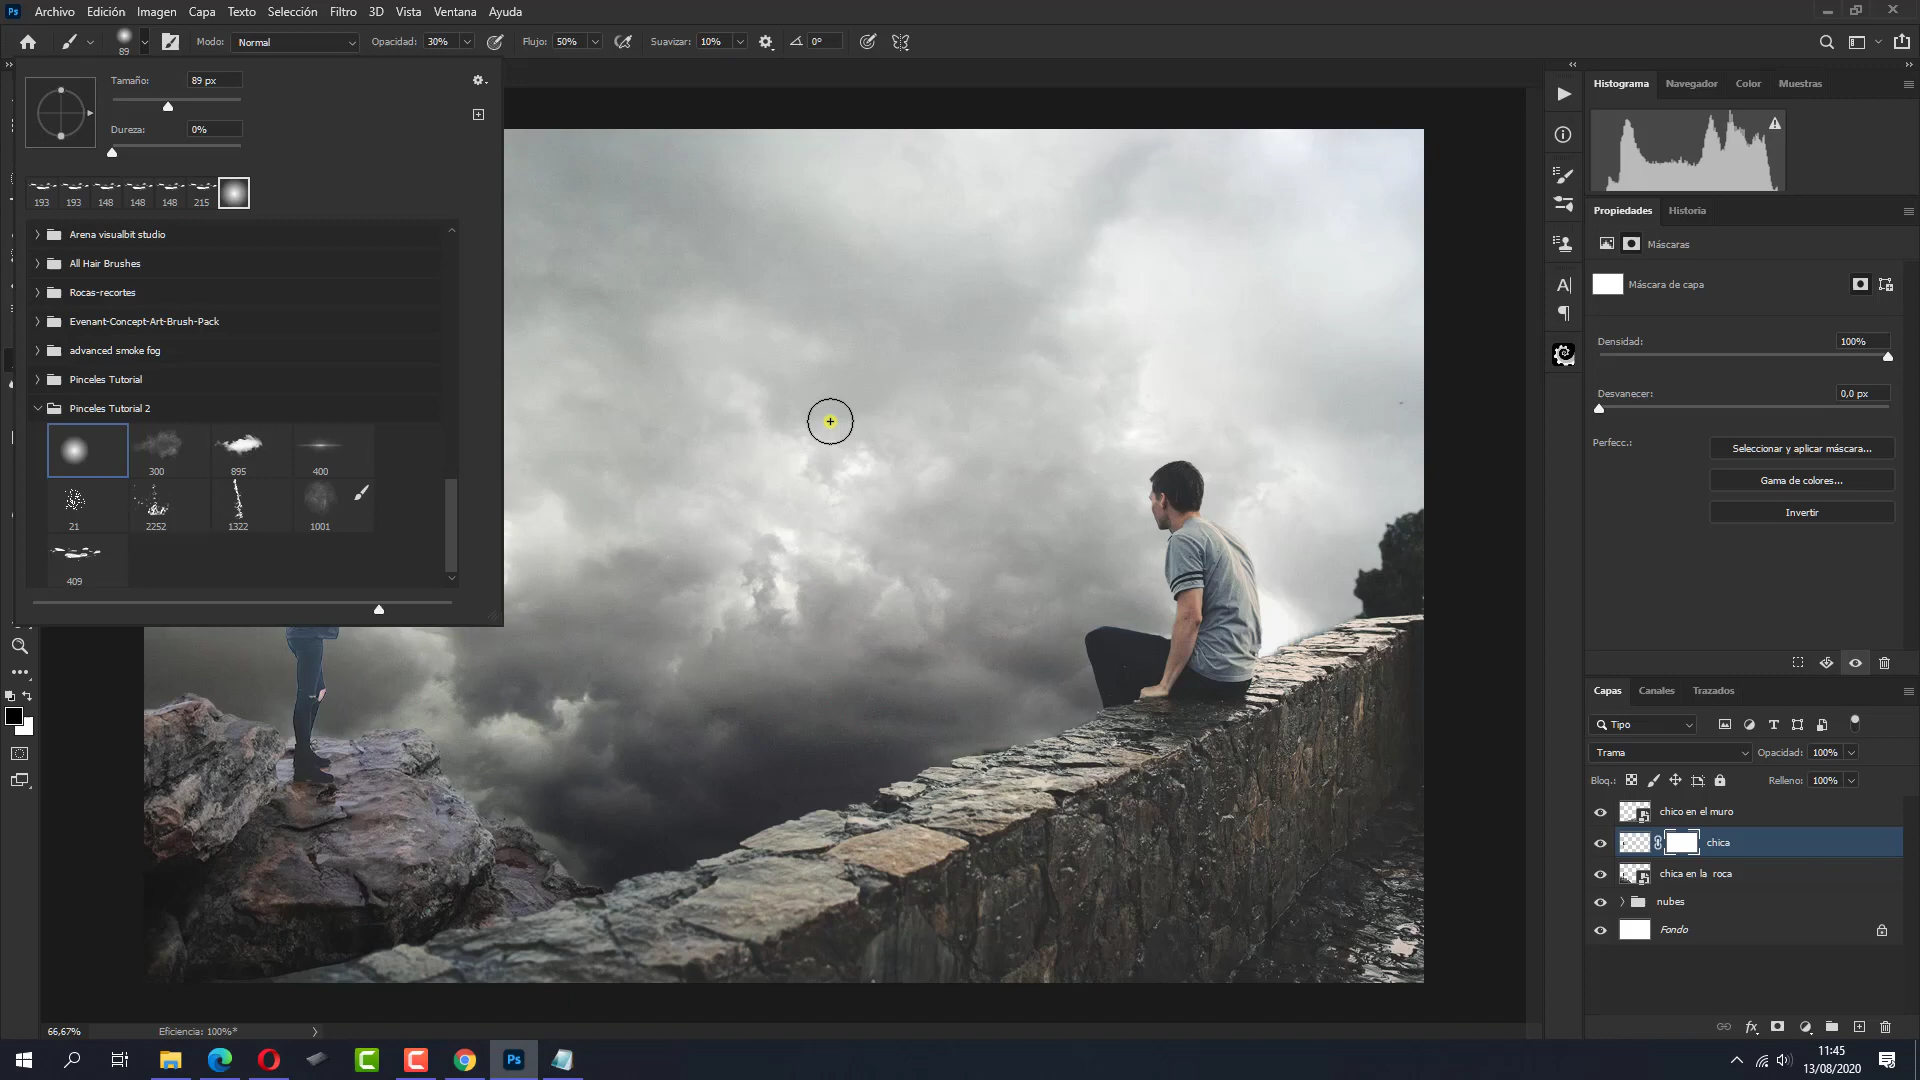 Ps Archivo Edición Imagen Capa Texto Selección Filtro 3D Vista Ventana Ayuda
89 Modo: Normal Opacidad: 30% Flujo: 50% Suavizar: 10% 0°
Tamaño: 89 px
Dureza: 0%
193 193 148 148 148 215
Arena visualbit studio
All Hair Brushes
Rocas-recortes
Evenant-Concept-Art-Brush-Pack
advanced smoke fog
Pinceles Tutorial
Pinceles Tutorial 2
300 895 400
21 2252 1322 1001
409
66,67% Eficiencia: 100%*
Histograma Navegador Color Muestras
Propiedades Historia
Máscaras
Máscara de capa
Densidad: 100%
Desvanecer: 0,0 px
Perfecc.: Seleccionar y aplicar máscara...
Gama de colores...
Invertir
Capas Canales Trazados
Tipo
Trama Opacidad: 100%
Bloq.: Relleno: 100%
chico en el muro
chica
chica en la roca
nubes
Fondo
fx
Ps
11:45
13/08/2020